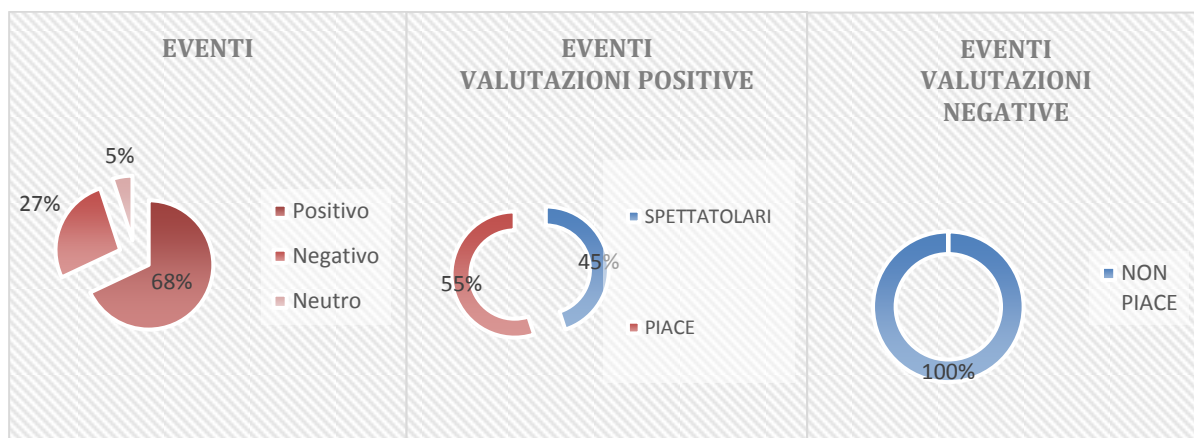 EVENTI
5%
27%
68%
Positivo
Negativo
Neutro
EVENTI
VALUTAZIONI POSITIVE
55%
45%
SPETTATOLARI
PIACE
EVENTI
VALUTAZIONI
NEGATIVE
100%
NON
PIACE